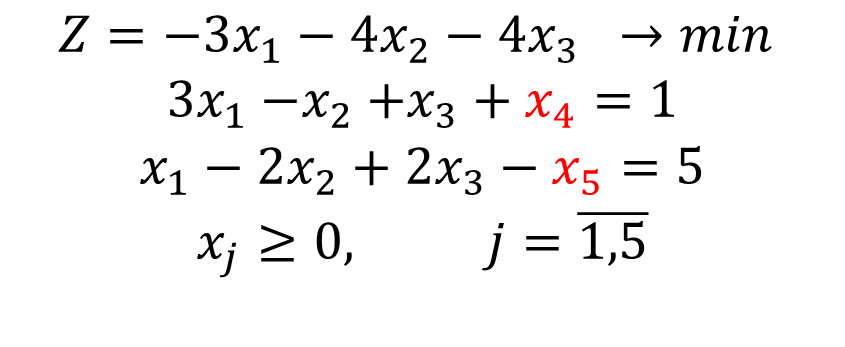 Z = −3x₁ − 4x₂ − 4x₃ → min
3x₁ −x₂ +x₃ + x₄ = 1
x₁ − 2x₂ + 2x₃ − x₅ = 5
xⱼ ≥ 0, j = 1,5̅